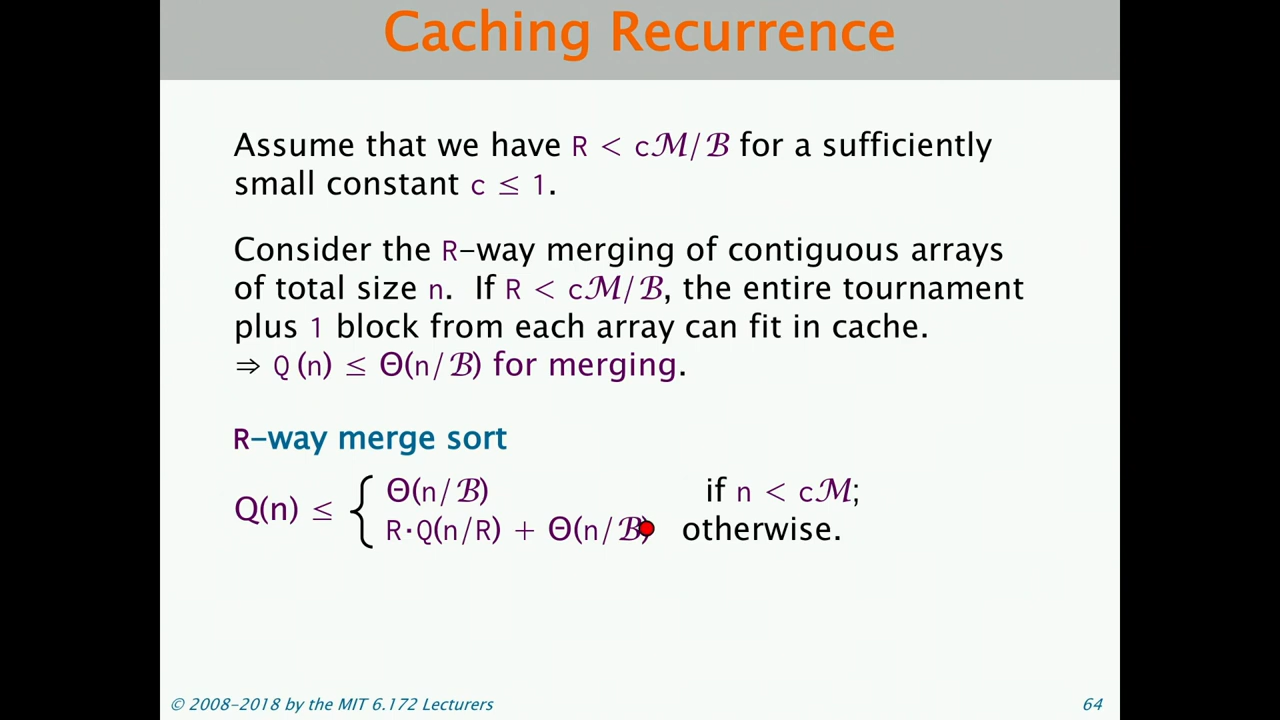 Caching Recurrence
Assume that we have R < cℳ/ℬ for a sufficiently
small constant c ≤ 1.
Consider the R-way merging of contiguous arrays
of total size n. If R < cℳ/ℬ, the entire tournament
plus 1 block from each array can fit in cache.
⇒ Q(n) ≤ Θ(n/ℬ) for merging.
R-way merge sort
Q(n) ≤ { Θ(n/ℬ) if n < cℳ;
R·Q(n/R) + Θ(n/ℬ) otherwise.
© 2008-2018 by the MIT 6.172 Lecturers
64